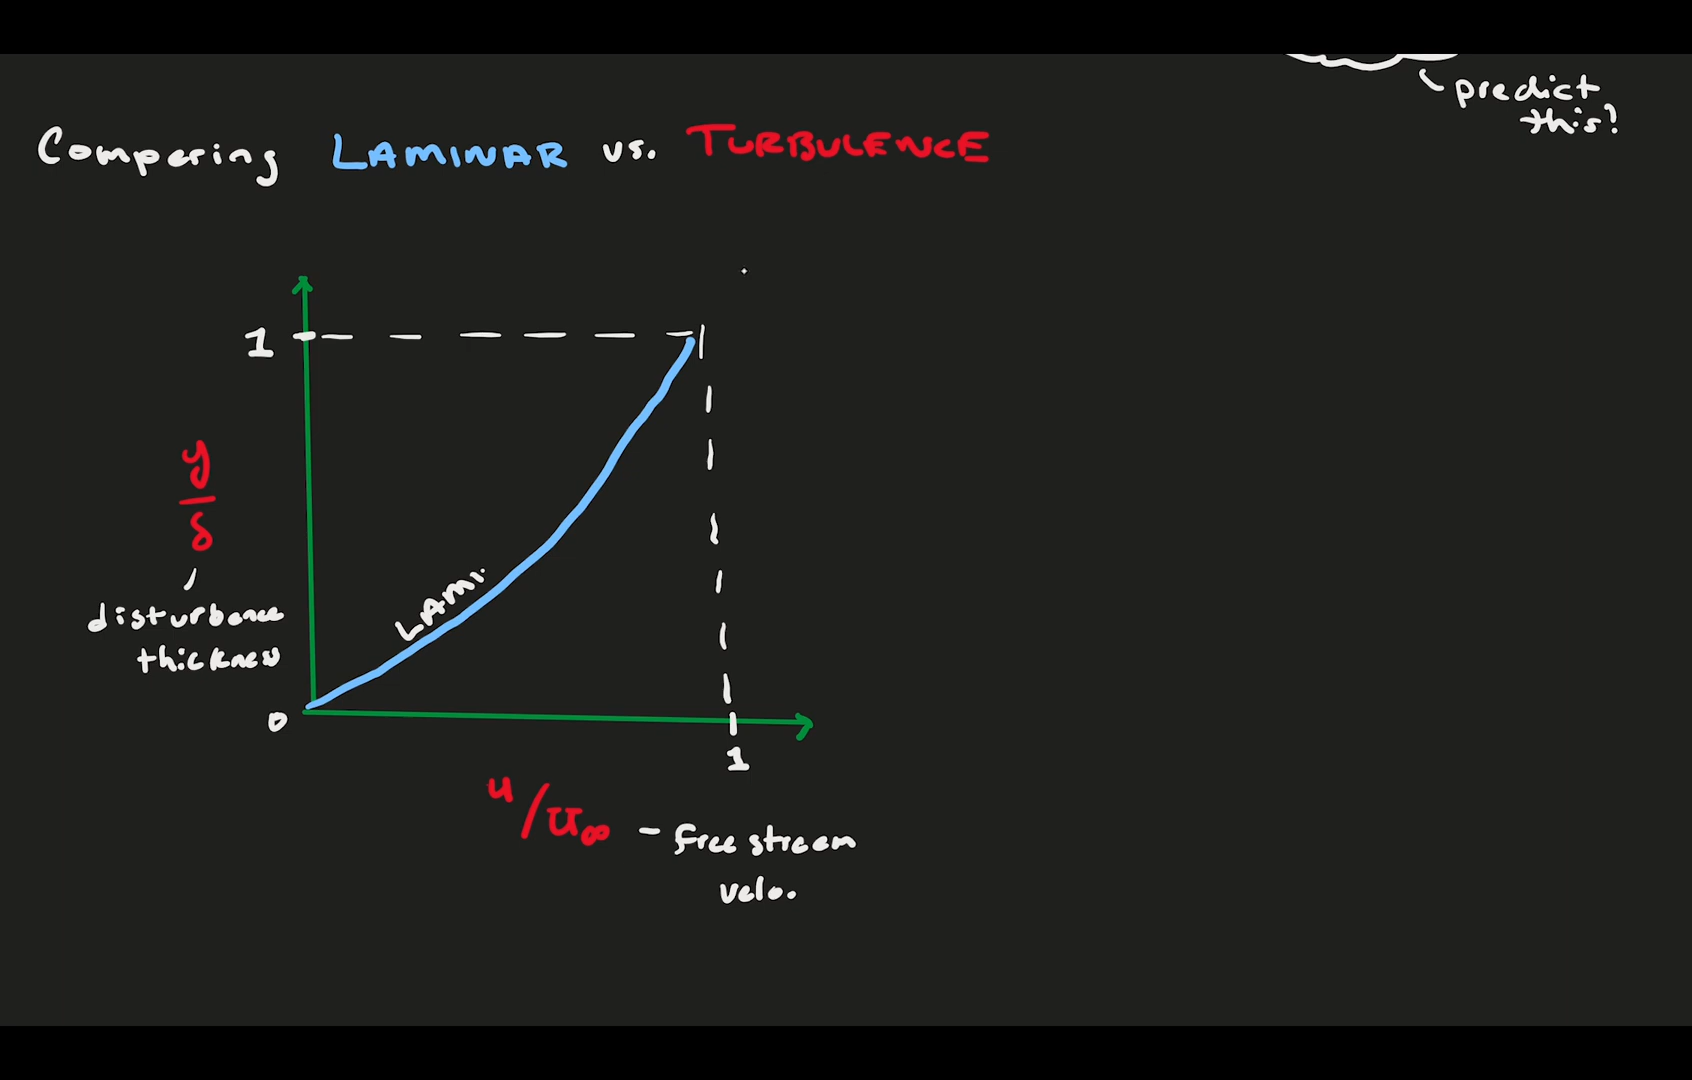 predict
this?
Comparing LAMINAR vs. TURBULENCE
1
y
δ
disturbance
thickness
LAMI.
0
1
u/U∞ - free stream
velo.